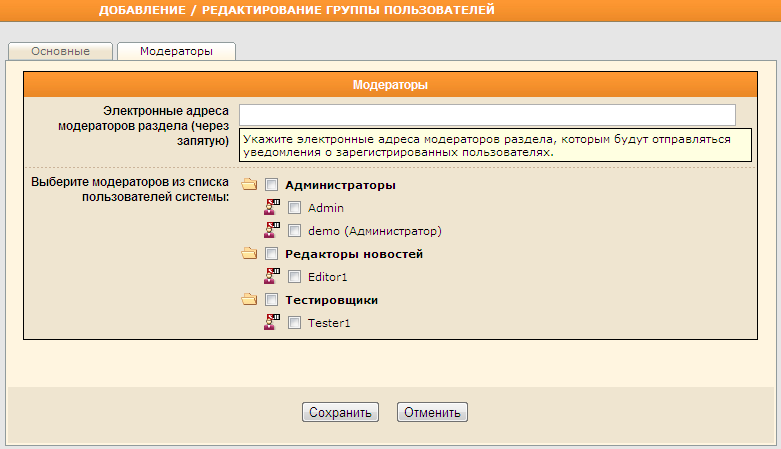 ДОБАВЛЕНИЕ / РЕДАКТИРОВАНИЕ ГРУППЫ ПОЛЬЗОВАТЕЛЕЙ
Основные
Модераторы
Модераторы
Электронные адреса
модераторов раздела (через
запятую)
Укажите электронные адреса модераторов раздела, которым будут отправляться
уведомления о зарегистрированных пользователях.
Выберите модераторов из списка
пользователей системы:
Администраторы
Admin
demo (Администратор)
Редакторы новостей
Editor1
Тестировщики
Tester1
Сохранить
Отменить